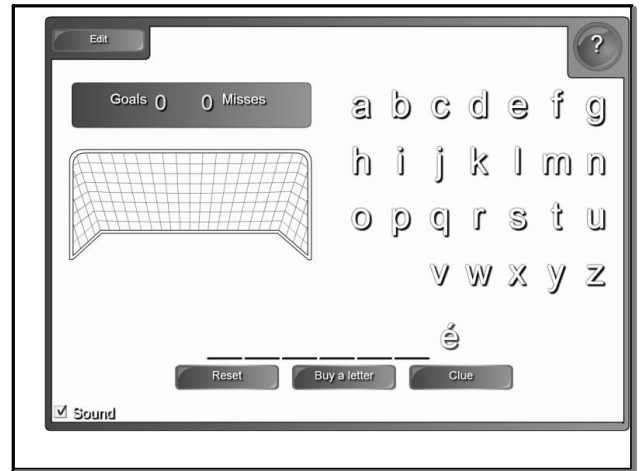 Edit
?
Goals 0 0 Misses
a b c d e f g
h i j k l m n
o p q r s t u
v w x y z
é
Reset Buy a letter Clue
Sound